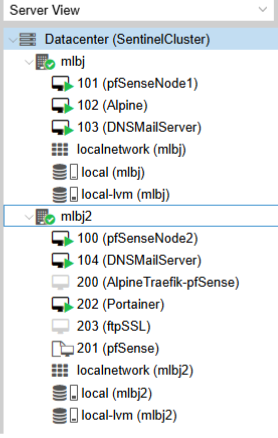 Server View
Datacenter (SentinelCluster)
mlbj
101 (pfSenseNode1)
102 (Alpine)
103 (DNSMailServer)
localnetwork (mlbj)
local (mlbj)
local-lvm (mlbj)
mlbj2
100 (pfSenseNode2)
104 (DNSMailServer)
200 (AlpineTraefik-pfSense)
202 (Portainer)
203 (ftpSSL)
201 (pfSense)
localnetwork (mlbj2)
local (mlbj2)
local-lvm (mlbj2)